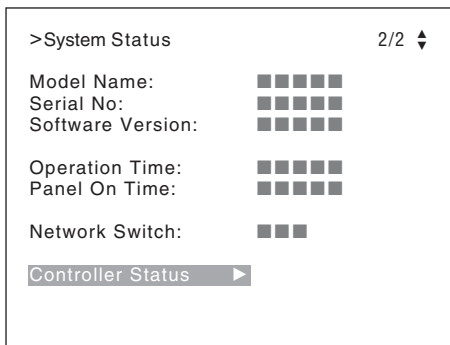 >System Status 2/2
Model Name: ■■■■■
Serial No: ■■■■■
Software Version: ■■■■■
Operation Time: ■■■■■
Panel On Time: ■■■■■
Network Switch: ■■■
Controller Status ►